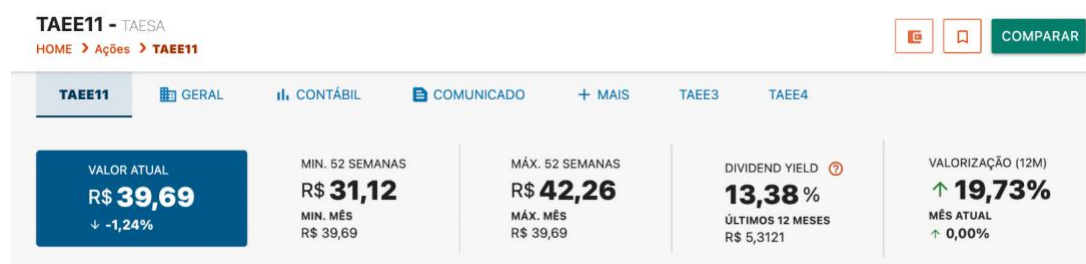 TAEE11 - TAESA
HOME > Ações > TAEE11
COMPARAR
TAEE11
GERAL
CONTÁBIL
COMUNICADO
+ MAIS
TAEE3
TAEE4
VALOR ATUAL
R$ 39,69
↓ -1,24%
MIN. 52 SEMANAS
R$ 31,12
MIN. MÊS
R$ 39,69
MÁX. 52 SEMANAS
R$ 42,26
MÁX. MÊS
R$ 39,69
DIVIDEND YIELD ?
13,38 %
ÚLTIMOS 12 MESES
R$ 5,3121
VALORIZAÇÃO (12M)
↑ 19,73%
MÊS ATUAL
↑ 0,00%